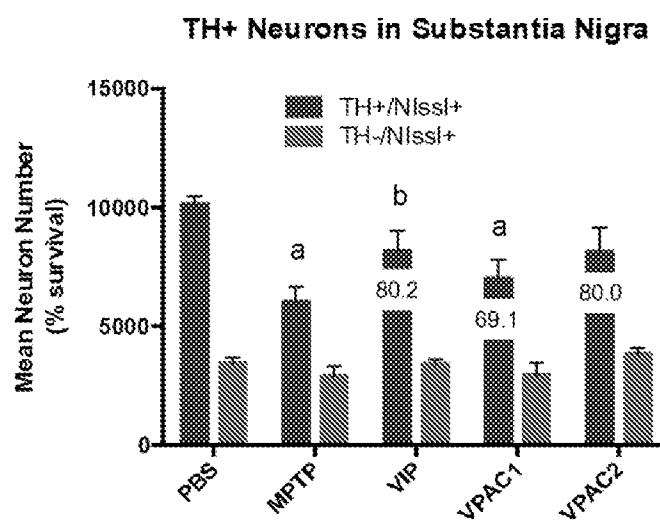 TH+ Neurons in Substantia Nigra
Mean Neuron Number
(% survival)
15000
10000
5000
0
TH+/NIssl+
TH-/NIssl+
a
b
a
80.2
69.1
80.0
PBS
MPTP
VIP
VPAC1
VPAC2